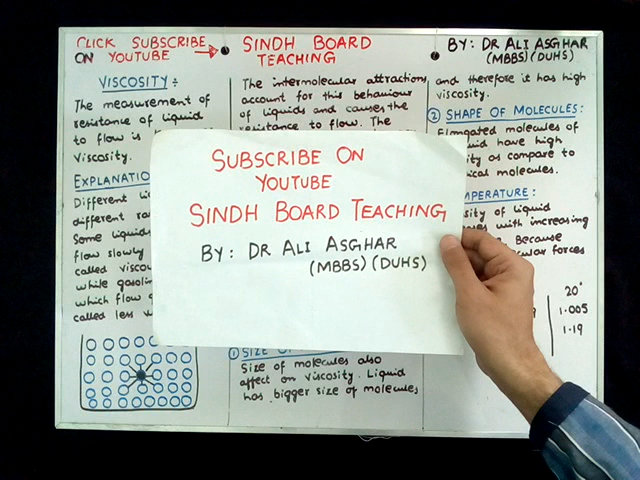 CLICK SUBSCRIBE
ON YOUTUBE
VISCOSITY:
The measurement of
resistance of liquid
to flow is
Viscosity.
EXPLANATIO
Different
different
Some liquids
flow slowly
called
while
which flow
called less
SINDH BOARD
TEACHING
The intermolecular attractions
account for this behaviour
of liquids and causes the
resistance to flow. The
① SIZE OF
Size of molecules also
affect on viscosity. Liquid
has bigger size of molecules
BY: DR ALI ASGHAR
(MBBS) (DUHS)
and therefore it has high
viscosity.
② SHAPE OF MOLECULES:
Elongated molecules of
have high
as compare to
molecules.
of liquid
with increasing
Because
forces
20°
1.005
1.19
SUBSCRIBE ON
YOUTUBE
SINDH BOARD TEACHING
BY: DR ALI ASGHAR
(MBBS) (DUHS)